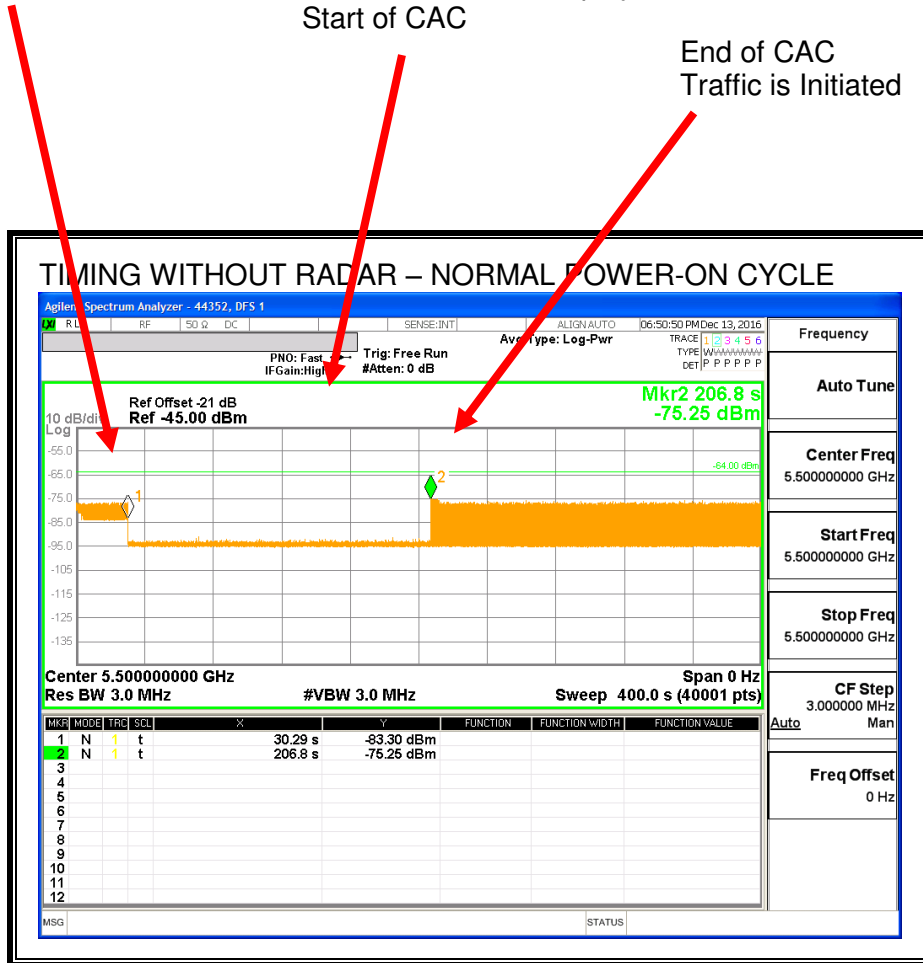 Start of CAC
End of CAC
Traffic is Initiated
TIMING WITHOUT RADAR – NORMAL POWER-ON CYCLE
Agilent Spectrum Analyzer - 44352, DFS 1
RL RF 50 Ω DC SENSE:INT ALIGN AUTO 06:50:50 PM Dec 13, 2016
Avg Type: Log-Pwr
TRACE 1 2 3 4 5 6
TYPE WWWWWW
DET P P P P P P
PNO: Fast
IFGain:High
Trig: Free Run
#Atten: 0 dB
Mkr2 206.8 s
-75.25 dBm
Ref Offset -21 dB
Ref -45.00 dBm
10 dB/div
Log
-55.0
-65.0
-75.0
-85.0
-95.0
-105
-115
-125
-135
-64.00 dBm
1
2
Center 5.500000000 GHz Span 0 Hz
Res BW 3.0 MHz #VBW 3.0 MHz Sweep 400.0 s (40001 pts)
MKR MODE TRC SCL X Y FUNCTION FUNCTION WIDTH FUNCTION VALUE
1 N 1 t 30.29 s -83.30 dBm
2 N 1 t 206.8 s -75.25 dBm
3
4
5
6
7
8
9
10
11
12
MSG STATUS
Frequency
Auto Tune
Center Freq
5.500000000 GHz
Start Freq
5.500000000 GHz
Stop Freq
5.500000000 GHz
CF Step
3.000000 MHz
Auto Man
Freq Offset
0 Hz